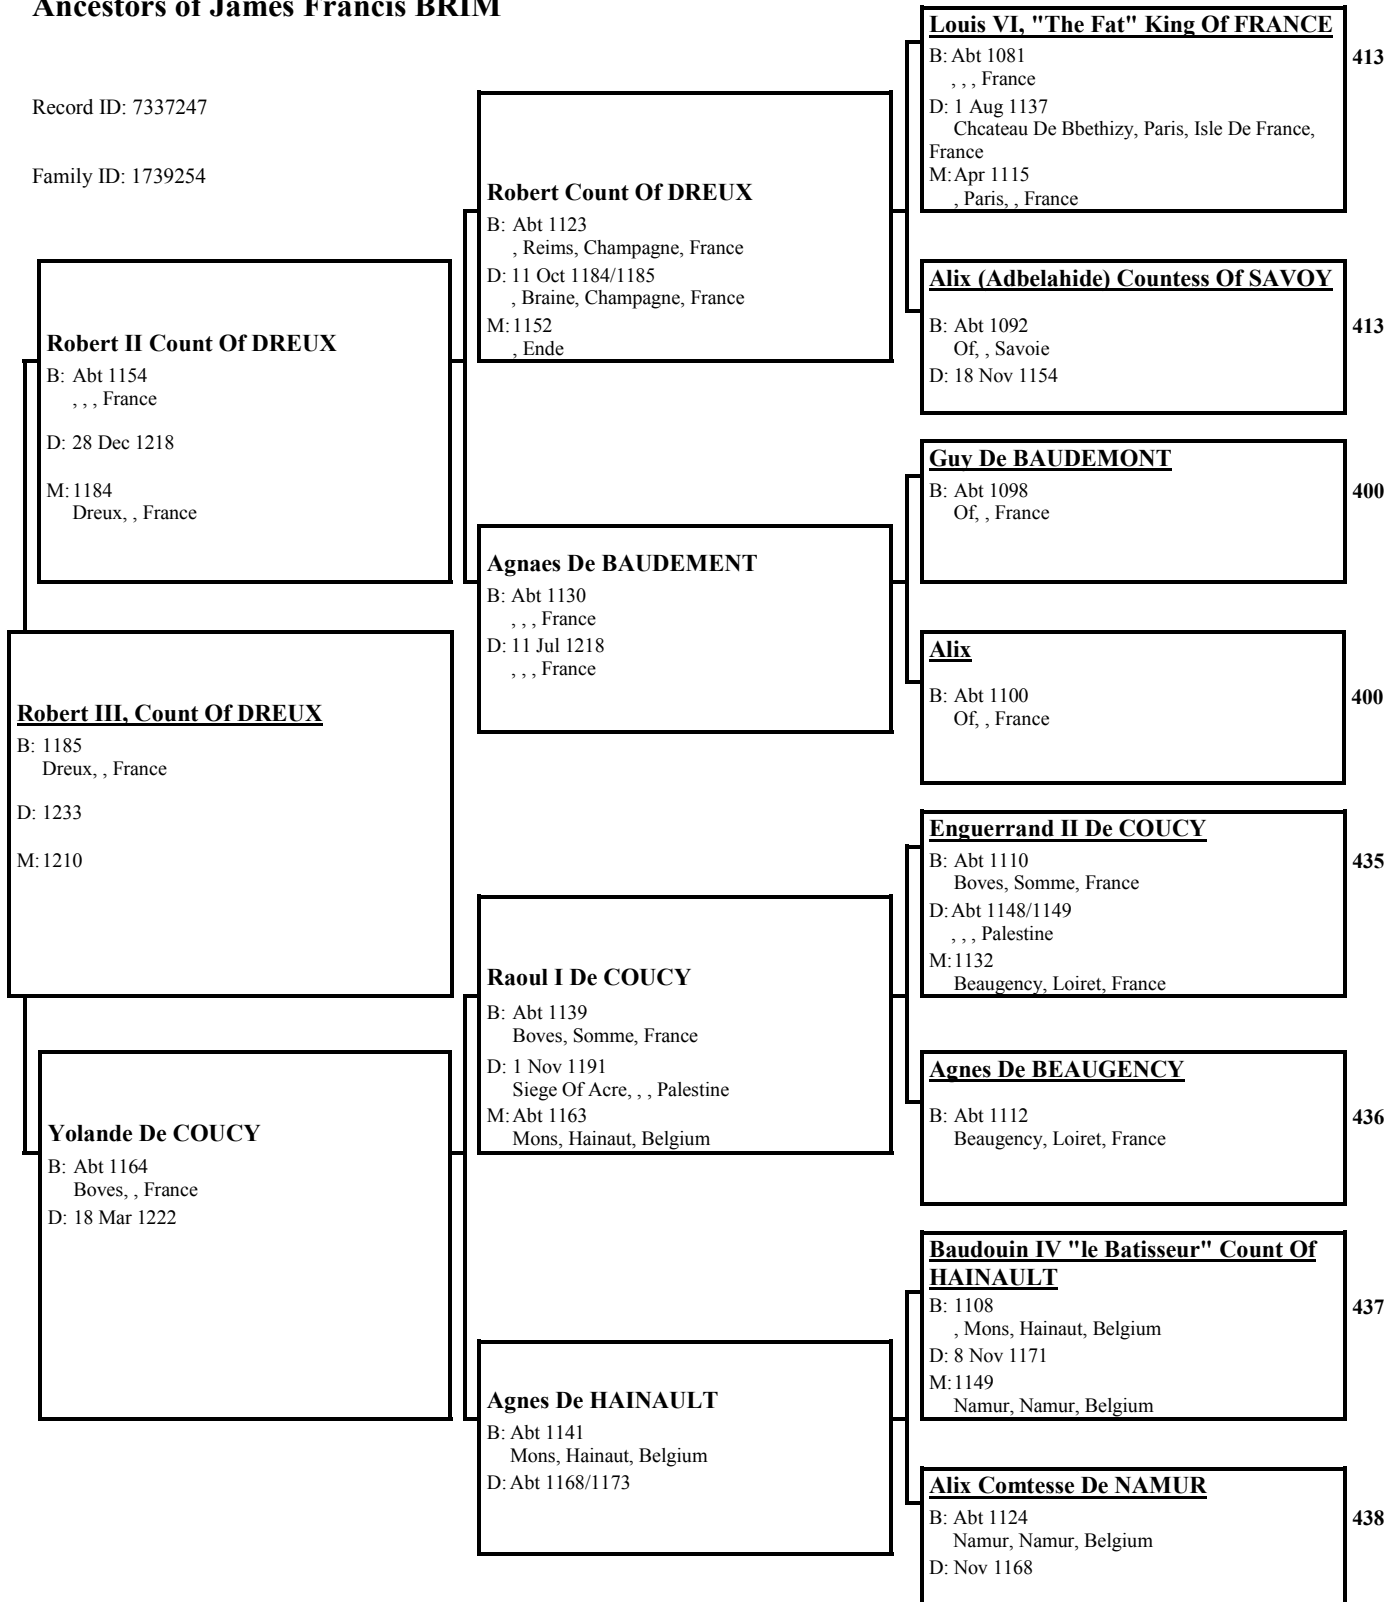 Ancestors of James Francis BRIM
Record ID: 7337247
Family ID: 1739254
Robert III, Count Of DREUX
B: 1185
Dreux, , France
D: 1233
M: 1210
Robert II Count Of DREUX
B: Abt 1154
, , , France
D: 28 Dec 1218
M: 1184
Dreux, , France
Yolande De COUCY
B: Abt 1164
Boves, , France
D: 18 Mar 1222
Robert Count Of DREUX
B: Abt 1123
, Reims, Champagne, France
D: 11 Oct 1184/1185
, Braine, Champagne, France
M: 1152
, Ende
Agnaes De BAUDEMENT
B: Abt 1130
, , , France
D: 11 Jul 1218
, , , France
Raoul I De COUCY
B: Abt 1139
Boves, Somme, France
D: 1 Nov 1191
Siege Of Acre, , , Palestine
M: Abt 1163
Mons, Hainaut, Belgium
Agnes De HAINAULT
B: Abt 1141
Mons, Hainaut, Belgium
D: Abt 1168/1173
Louis VI, "The Fat" King Of FRANCE
B: Abt 1081
413
, , , France
D: 1 Aug 1137
Chcateau De Bbethizy, Paris, Isle De France,
France
M: Apr 1115
, Paris, , France
Alix (Adbelahide) Countess Of SAVOY
B: Abt 1092
413
Of, , Savoie
D: 18 Nov 1154
Guy De BAUDEMONT
B: Abt 1098
400
Of, , France
Alix
B: Abt 1100
400
Of, , France
Enguerrand II De COUCY
B: Abt 1110
435
Boves, Somme, France
D: Abt 1148/1149
, , , Palestine
M: 1132
Beaugency, Loiret, France
Agnes De BEAUGENCY
B: Abt 1112
436
Beaugency, Loiret, France
Baudouin IV "le Batisseur" Count Of
HAINAULT
B: 1108
437
, Mons, Hainaut, Belgium
D: 8 Nov 1171
M: 1149
Namur, Namur, Belgium
Alix Comtesse De NAMUR
B: Abt 1124
438
Namur, Namur, Belgium
D: Nov 1168